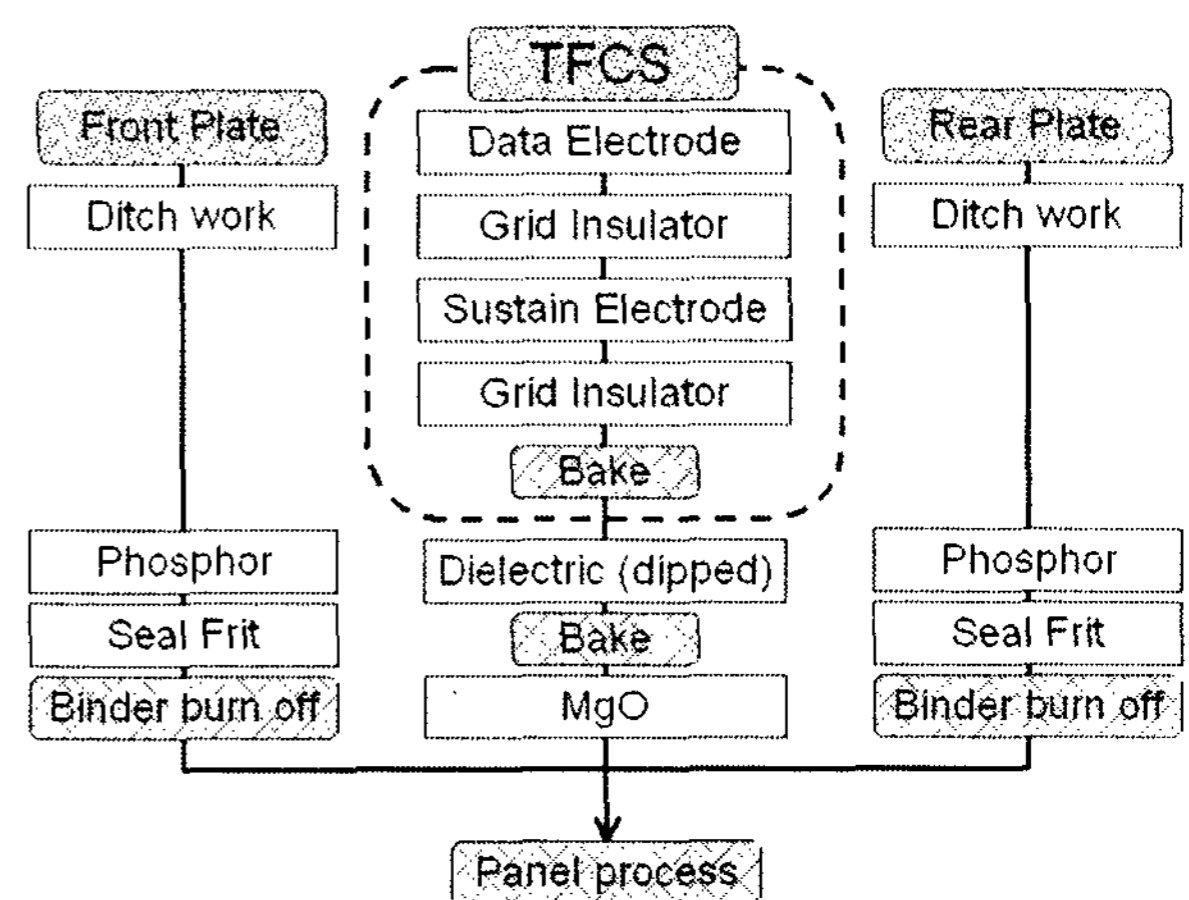 TFCS
Front Plate
Ditch work
Phosphor
Seal Frit
Binder burn off
Data Electrode
Grid Insulator
Sustain Electrode
Grid Insulator
Bake
Dielectric (dipped)
Bake
MgO
Rear Plate
Ditch work
Phosphor
Seal Frit
Binder burn off
Panel process